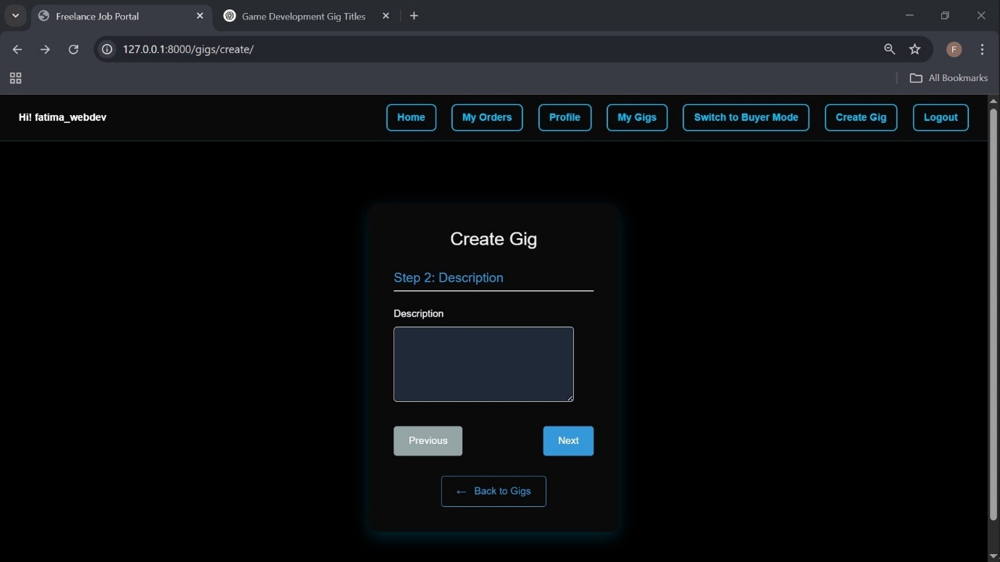 Freelance Job Portal
Game Development Gig Titles
127.0.0.1:8000/gigs/create/
F
All Bookmarks
Hi! fatima_webdev
Home
My Orders
Profile
My Gigs
Switch to Buyer Mode
Create Gig
Logout
Create Gig
Step 2: Description
Description
Previous
Next
← Back to Gigs